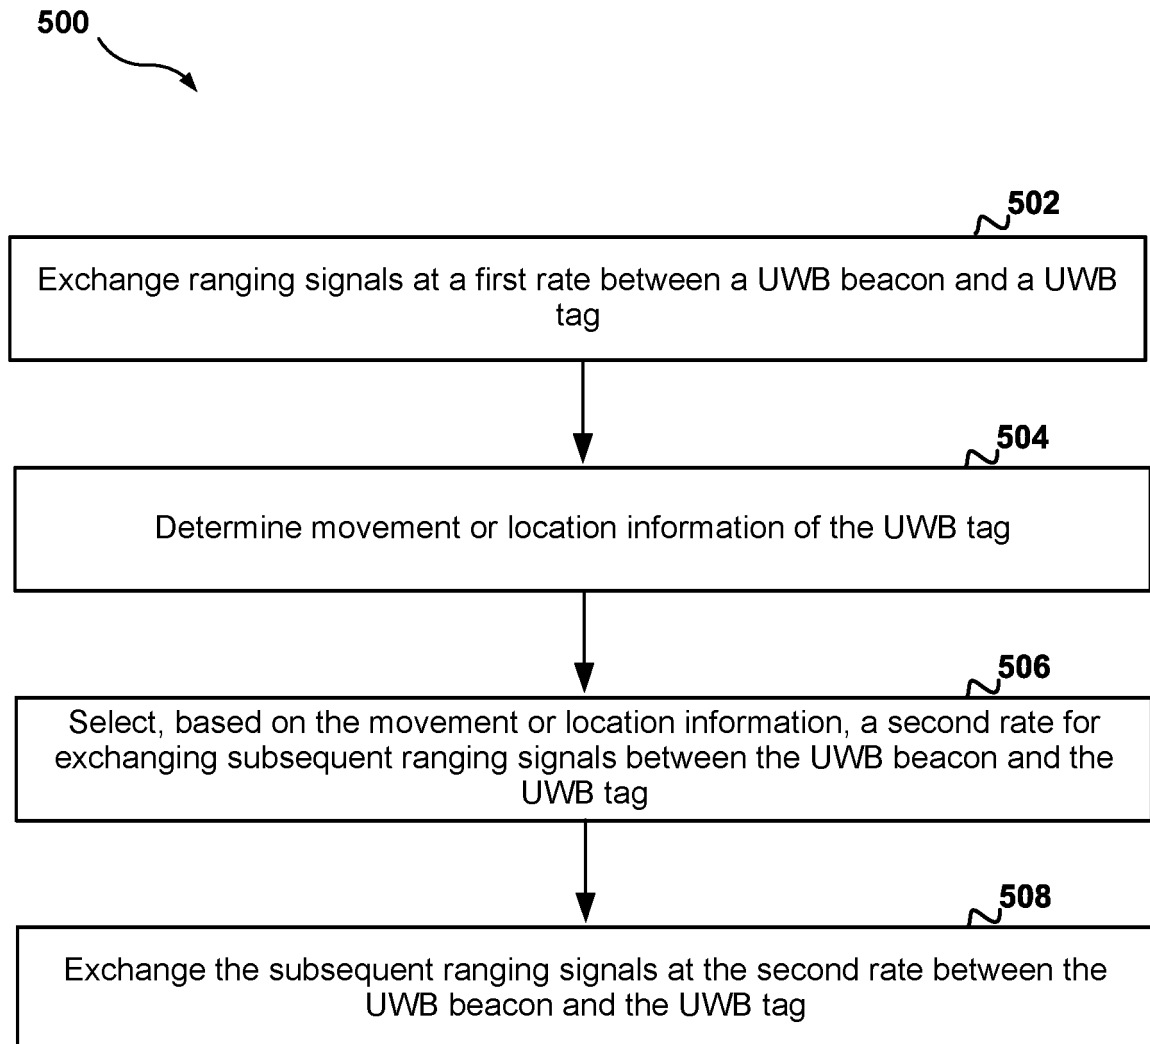 500
502
Exchange ranging signals at a first rate between a UWB beacon and a UWB
tag
504
Determine movement or location information of the UWB tag
506
Select, based on the movement or location information, a second rate for
exchanging subsequent ranging signals between the UWB beacon and the
UWB tag
508
Exchange the subsequent ranging signals at the second rate between the
UWB beacon and the UWB tag